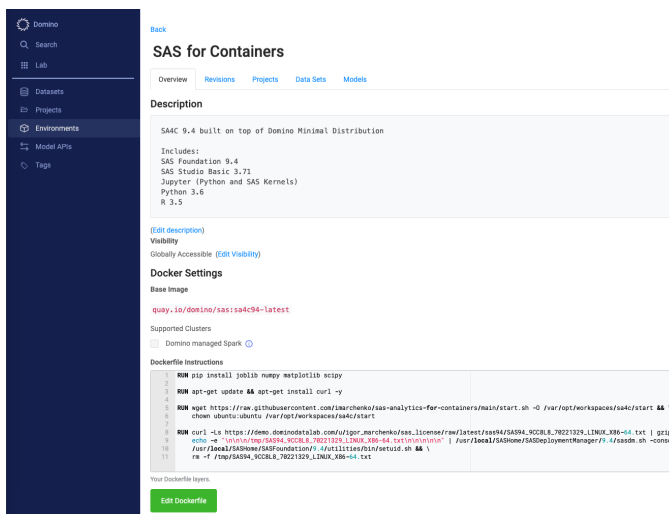 Domino
Search
Lab
Datasets
Projects
Environments
Model APIs
Tags
Back
SAS for Containers
Overview Revisions Projects Data Sets Models
Description
SA4C 9.4 built on top of Domino Minimal Distribution
Includes:
SAS Foundation 9.4
SAS Studio Basic 3.71
Jupyter (Python and SAS Kernels)
Python 3.6
R 3.5
(Edit description)
Visibility
Globally Accessible (Edit Visibility)
Docker Settings
Base Image
quay.io/domino/sas:sa4c94-latest
Supported Clusters
Domino managed Spark
Dockerfile Instructions
1 RUN pip install joblib numpy matplotlib scipy
2
3 RUN apt-get update && apt-get install curl -y
4
5 RUN wget https://raw.githubusercontent.com/imarchenko/sas-analytics-for-containers/main/start.sh -O /var/opt/workspaces/sa4c/start && \
6 chown ubuntu:ubuntu /var/opt/workspaces/sa4c/start
7
8 RUN curl -Ls https://demo.dominodatalab.com/u/igor_marchenko/sas_license/raw/latest/sas94/SAS94_9CC8L8_70221329_LINUX_X86-64.txt | gzip
9 echo -e "\n\n\n/tmp/SAS94_9CC8L8_70221329_LINUX_X86-64.txt\n\n\n\n\n" | /usr/local/SASHome/SASDeploymentManager/9.4/sasdm.sh -conso
10 /usr/local/SASHome/SASFoundation/9.4/utilities/bin/setuid.sh && \
11 rm -f /tmp/SAS94_9CC8L8_70221329_LINUX_X86-64.txt
Your Dockerfile layers.
Edit Dockerfile